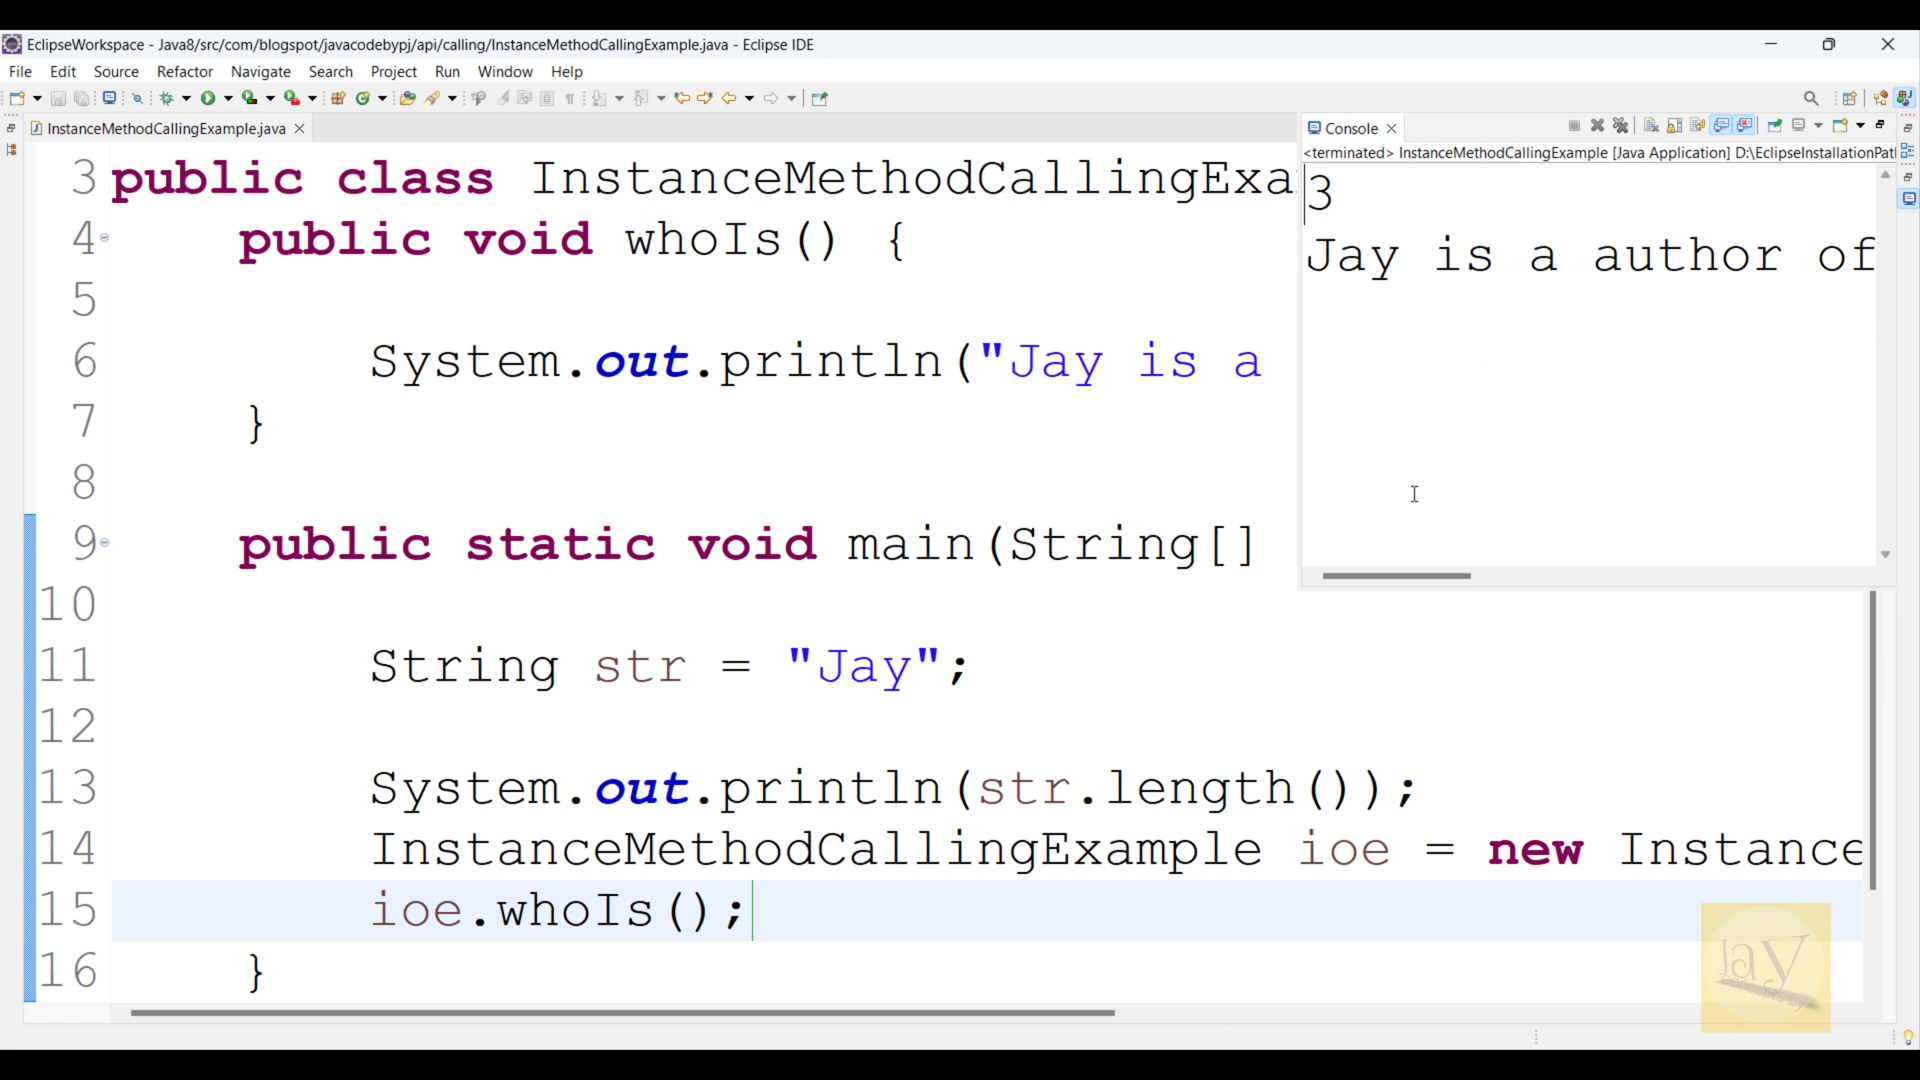 EclipseWorkspace - Java8/src/com/blogspot/javacodebypj/api/calling/InstanceMethodCallingExample.java - Eclipse IDE
File Edit Source Refactor Navigate Search Project Run Window Help
InstanceMethodCallingExample.java
3 public class InstanceMethodCallingExa
4 public void whoIs() {
5
6 System.out.println("Jay is a
7 }
8
9 public static void main(String[]
10
11 String str = "Jay";
12
13 System.out.println(str.length());
14 InstanceMethodCallingExample ioe = new Instance
15 ioe.whoIs();
16 }
Console
<terminated> InstanceMethodCallingExample [Java Application] D:\EclipseInstallationPat
3
Jay is a author of
Jay
concepts by